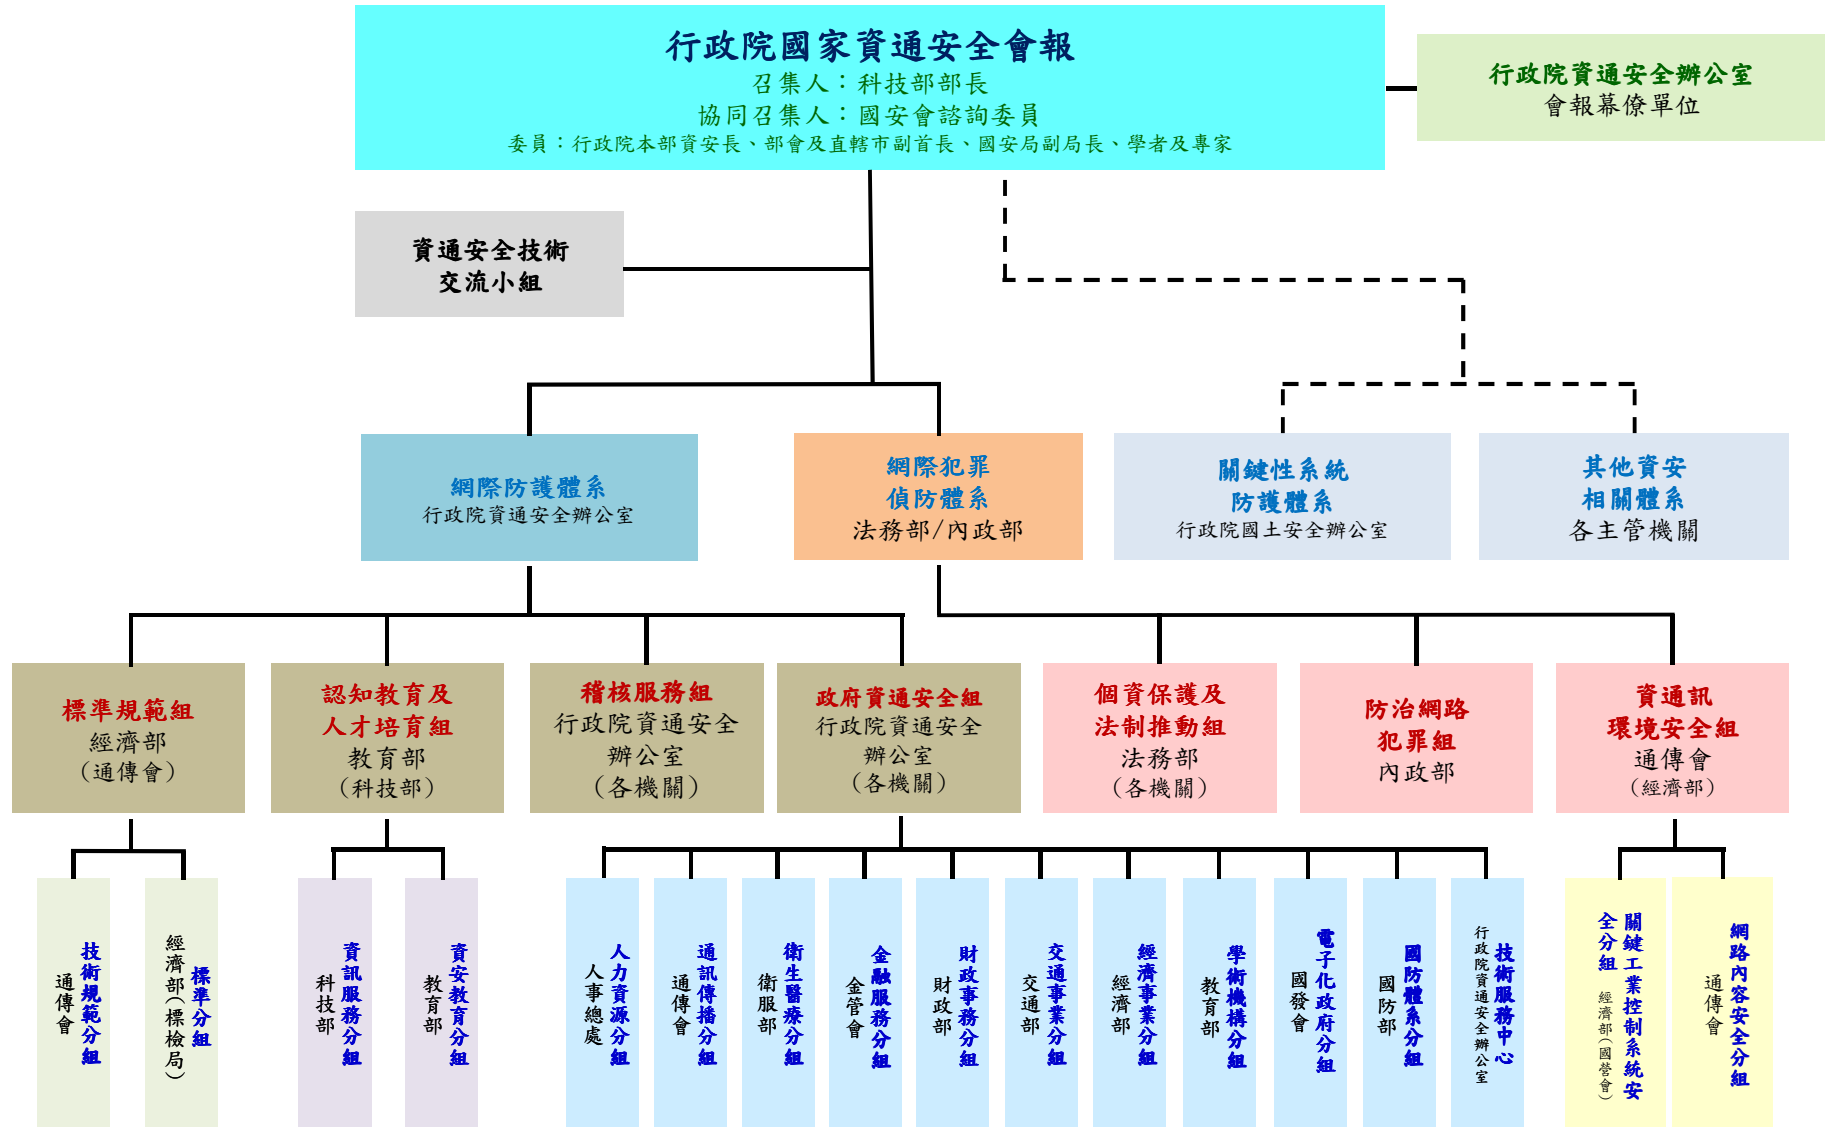 行政院國家資通安全會報
召集人：科技部部長
協同召集人：國安會諮詢委員
委員：行政院本部資安長、部會及直轄市副首長、國安局副局長、學者及專家
行政院資通安全辦公室
會報幕僚單位
資通安全技術
交流小組
網際防護體系
行政院資通安全辦公室
網際犯罪
偵防體系
法務部/內政部
關鍵性系統
防護體系
行政院國土安全辦公室
其他資安
相關體系
各主管機關
標準規範組
經濟部
(通傳會)
認知教育及
人才培育組
教育部
(科技部)
稽核服務組
行政院資通安全
辦公室
(各機關)
政府資通安全組
行政院資通安全
辦公室
(各機關)
個資保護及
法制推動組
法務部
(各機關)
防治網路
犯罪組
內政部
資通訊
環境安全組
通傳會
(經濟部)
技術規範分組
通傳會
標準分組
經濟部(標檢局)
資訊服務分組
科技部
資安教育分組
教育部
人力資源分組
人事總處
通訊傳播分組
通傳會
衛生醫療分組
衛服部
金融服務分組
金管會
財政事務分組
財政部
交通事業分組
交通部
經濟事業分組
經濟部
學術機構分組
教育部
電子化政府分組
國發會
國防體系分組
國防部
技術服務中心
行政院資通安全辦公室
關鍵工業控制系統安
全分組 經濟部(國營會)
網路內容安全分組
通傳會